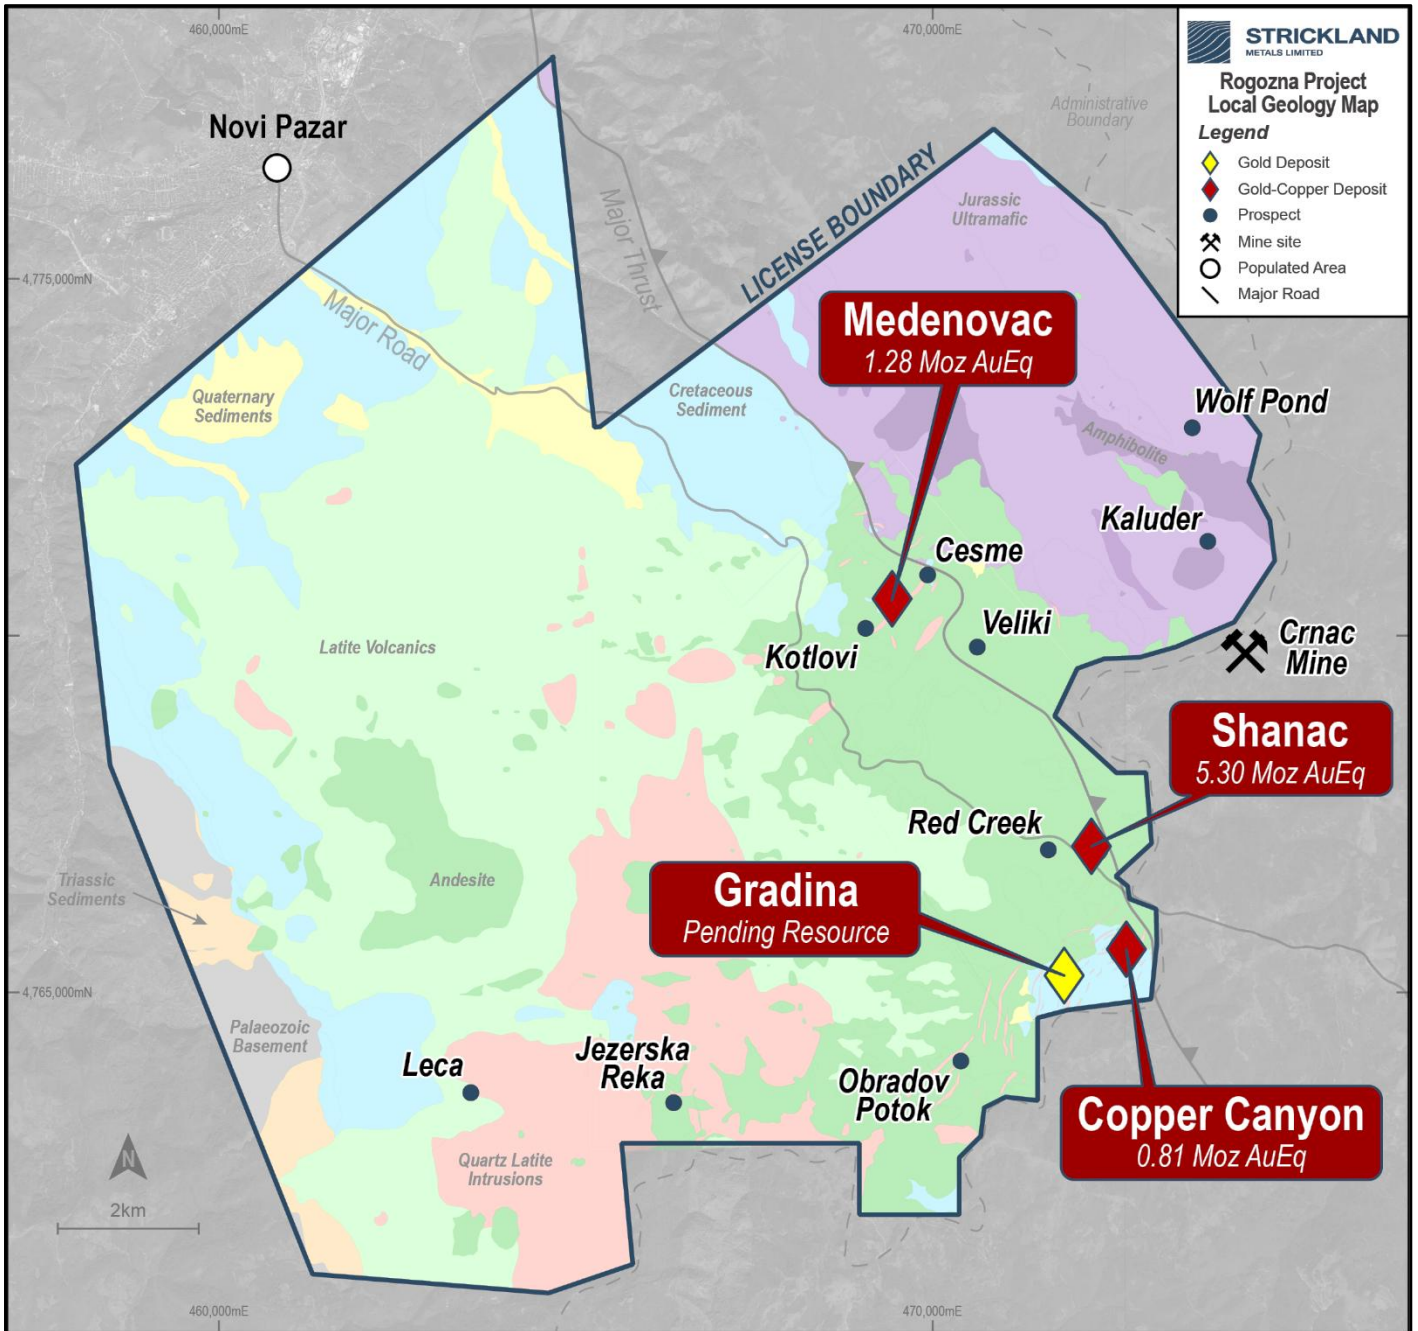 460,000mE
470,000mE
STRICKLAND
METALS LIMITED
Rogozna Project
Local Geology Map
Legend
Gold Deposit
Gold-Copper Deposit
Prospect
Mine site
Populated Area
Major Road
Administrative
Boundary
Novi Pazar
LICENSE BOUNDARY
Jurassic
Ultramafic
Major Thrust
4,775,000mN
Major Road
Medenovac
1.28 Moz AuEq
Quaternary
Sediments
Cretaceous
Sediment
Wolf Pond
Amphibolite
Kaluder
Cesme
Veliki
Kotlovi
Latite Volcanics
Crnac
Mine
Shanac
5.30 Moz AuEq
Red Creek
Gradina
Pending Resource
Andesite
Triassic
Sediments
4,765,000mN
Palaeozoic
Basement
Leca
Jezerska
Reka
Obradov
Potok
Copper Canyon
0.81 Moz AuEq
Quartz Latite
Intrusions
N
2km
460,000mE
470,000mE